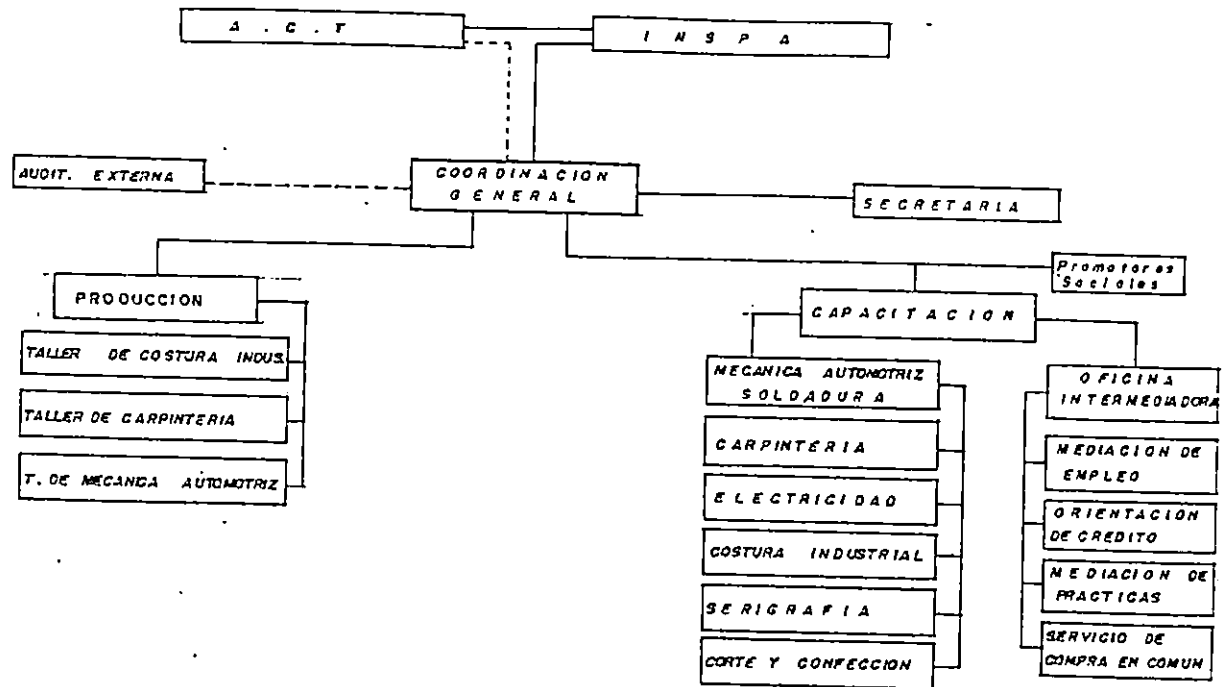 A . C . T
I N S P A
AUDIT. EXTERNA
COORDINACION
GENERAL
SECRETARIA
Promotores
Sociales
PRODUCCION
CAPACITACION
TALLER DE COSTURA INDUS.
TALLER DE CARPINTERIA
T. DE MECANICA AUTOMOTRIZ
MECANICA AUTOMOTRIZ
SOLDADURA
CARPINTERIA
ELECTRICIDAD
COSTURA INDUSTRIAL
SERIGRAFIA
CORTE Y CONFECCION
OFICINA
INTERMEDIADORA
MEDIACION DE
EMPLEO
ORIENTACION
DE CREDITO
MEDIACION DE
PRACTICAS
SERVICIO DE
COMPRA EN COMUN